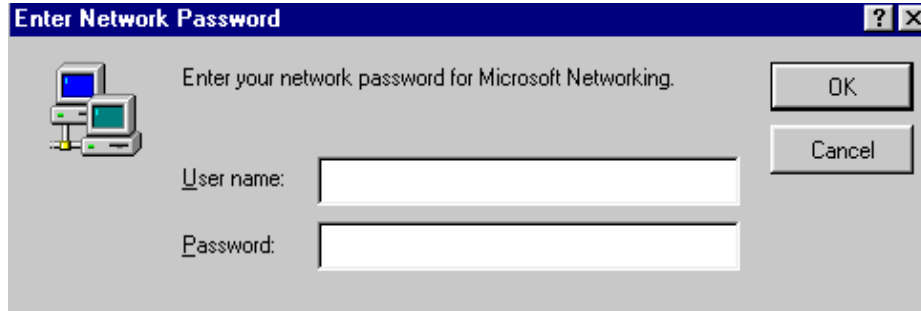 Enter Network Password
Enter your network password for Microsoft Networking.
OK
Cancel
User name:
Password: